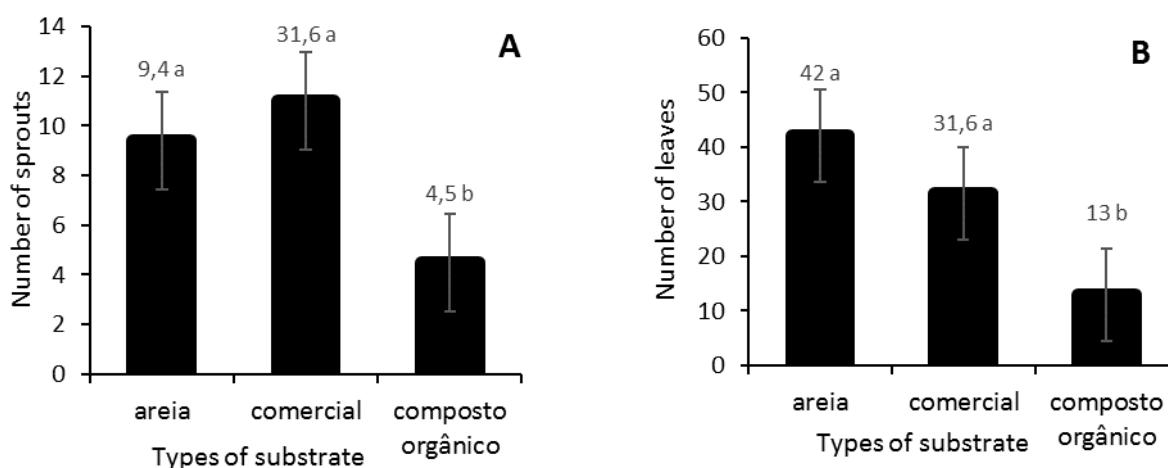 A
Number of sprouts
14
12
10
8
6
4
2
0
9,4 a
31,6 a
4,5 b
areia
comercial
composto
orgânico
Types of substrate
B
Number of leaves
60
50
40
30
20
10
0
42 a
31,6 a
13 b
areia
comercial
composto
orgânico
Types of substrate